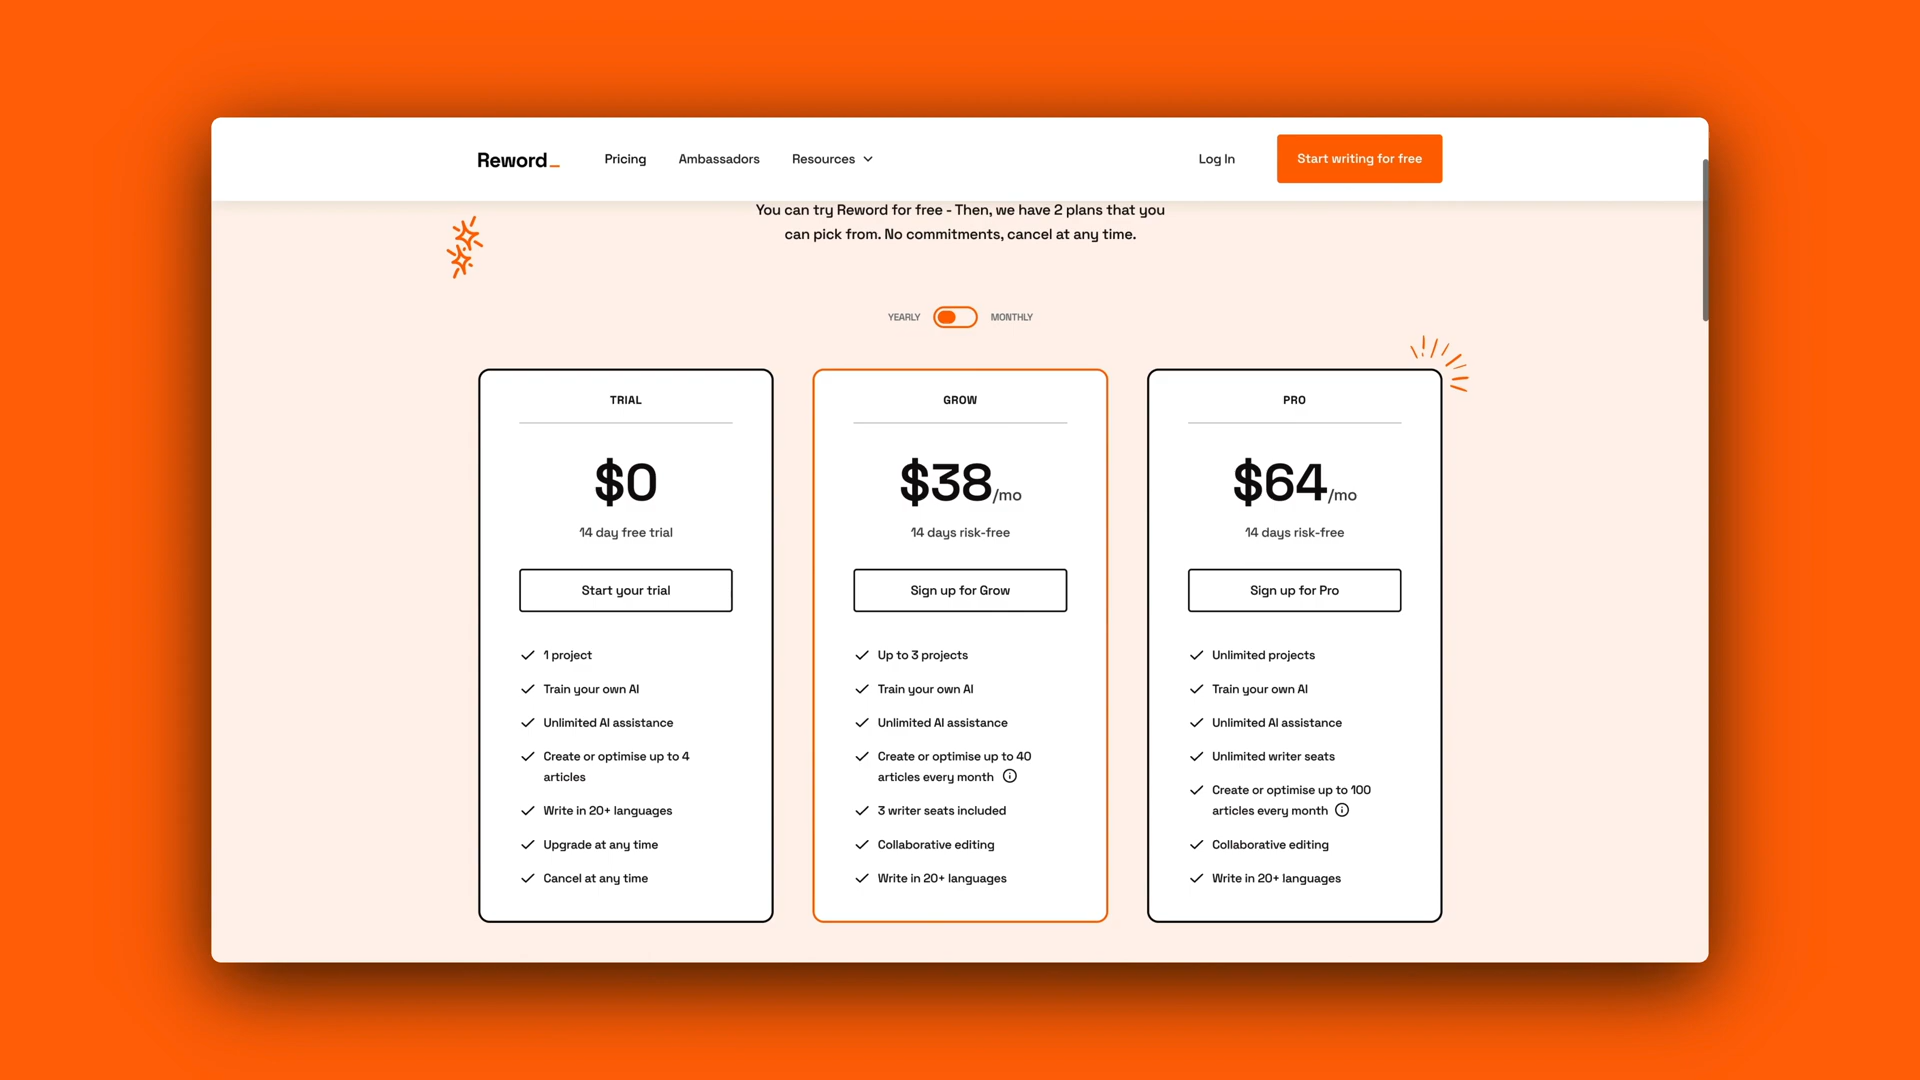 Reword_
Pricing
Ambassadors
Resources
Log In
Start writing for free
You can try Reword for free - Then, we have 2 plans that you
can pick from. No commitments, cancel at any time.
YEARLY
MONTHLY
TRIAL
$0
14 day free trial
Start your trial
1 project
Train your own AI
Unlimited AI assistance
Create or optimise up to 4
articles
Write in 20+ languages
Upgrade at any time
Cancel at any time
GROW
$38/mo
14 days risk-free
Sign up for Grow
Up to 3 projects
Train your own AI
Unlimited AI assistance
Create or optimise up to 40
articles every month
3 writer seats included
Collaborative editing
Write in 20+ languages
PRO
$64/mo
14 days risk-free
Sign up for Pro
Unlimited projects
Train your own AI
Unlimited AI assistance
Unlimited writer seats
Create or optimise up to 100
articles every month
Collaborative editing
Write in 20+ languages